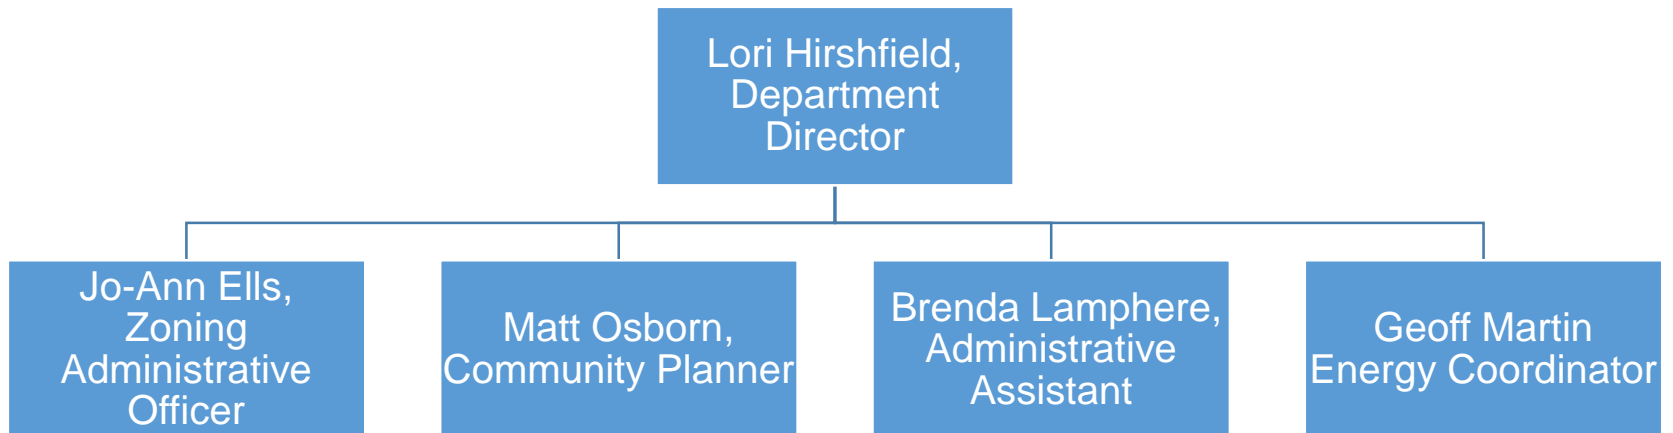 Lori Hirshfield,
Department
Director
Jo-Ann Ells,
Zoning
Administrative
Officer
Matt Osborn,
Community Planner
Brenda Lamphere,
Administrative
Assistant
Geoff Martin
Energy Coordinator